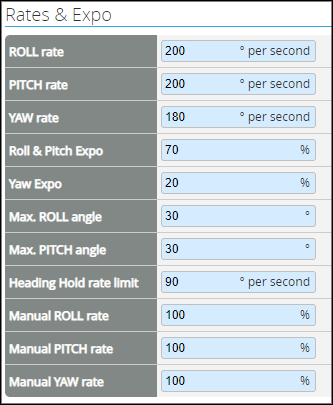 Rates & Expo
ROLL rate 200 ° per second
PITCH rate 200 ° per second
YAW rate 180 ° per second
Roll & Pitch Expo 70 %
Yaw Expo 20 %
Max. ROLL angle 30 °
Max. PITCH angle 30 °
Heading Hold rate limit 90 ° per second
Manual ROLL rate 100 %
Manual PITCH rate 100 %
Manual YAW rate 100 %